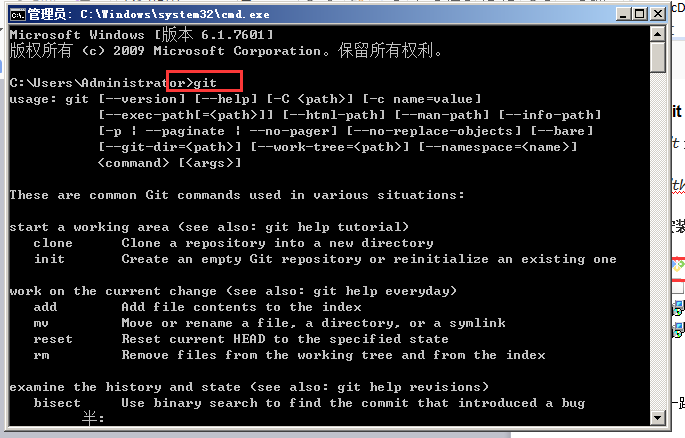 管理员: C:\Windows\system32\cmd.exe
Microsoft Windows [版本 6.1.7601]
版权所有 (c) 2009 Microsoft Corporation。保留所有权利。
C:\Users\Administrator>git
usage: git [--version] [--help] [-C <path>] [-c name=value]
[--exec-path[=<path>]] [--html-path] [--man-path] [--info-path]
[-p | --paginate | --no-pager] [--no-replace-objects] [--bare]
[--git-dir=<path>] [--work-tree=<path>] [--namespace=<name>]
<command> [<args>]
These are common Git commands used in various situations:
start a working area (see also: git help tutorial)
clone Clone a repository into a new directory
init Create an empty Git repository or reinitialize an existing one
work on the current change (see also: git help everyday)
add Add file contents to the index
mv Move or rename a file, a directory, or a symlink
reset Reset current HEAD to the specified state
rm Remove files from the working tree and from the index
examine the history and state (see also: git help revisions)
bisect Use binary search to find the commit that introduced a bug
半: